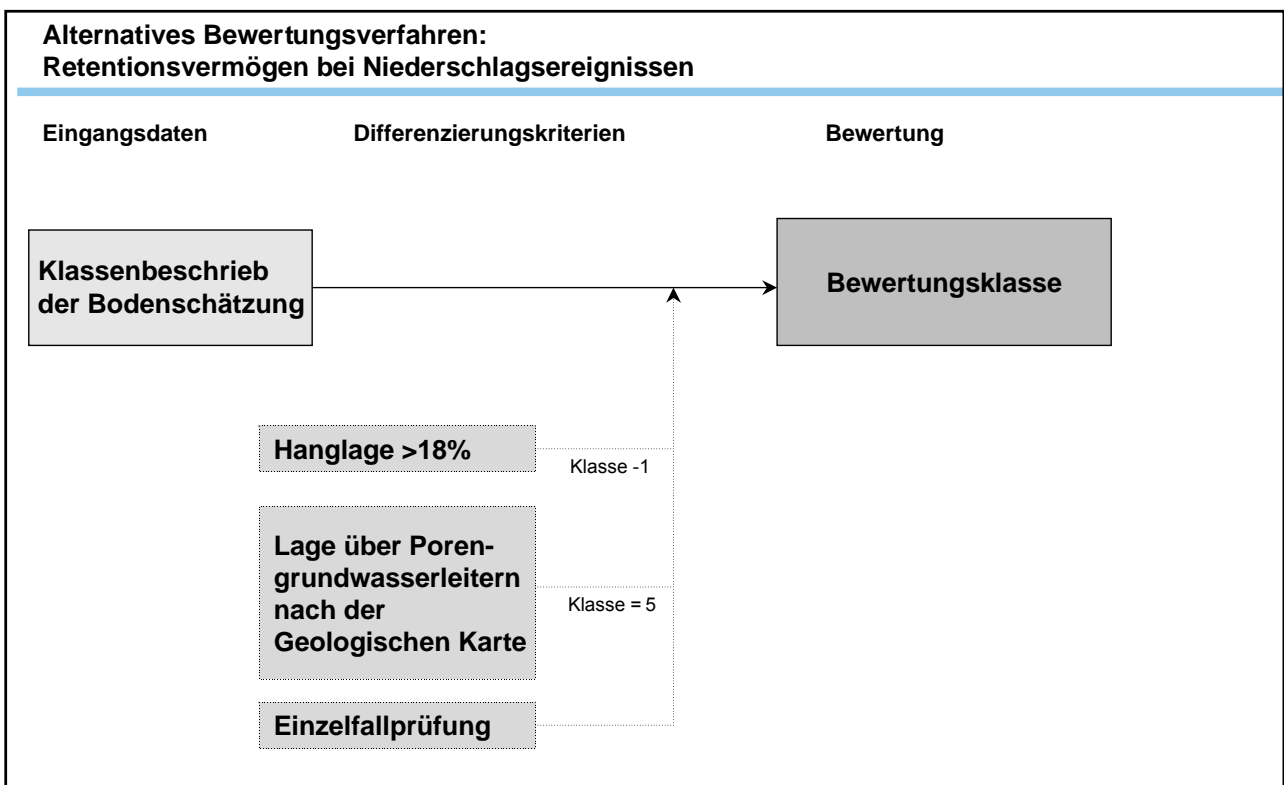 Alternatives Bewertungsverfahren:
Retentionsvermögen bei Niederschlagsereignissen
Eingangsdaten
Differenzierungskriterien
Bewertung
Klassenbeschrieb
der Bodenschätzung
Bewertungsklasse
Hanglage >18%
Klasse -1
Lage über Poren-
grundwasserleitern
nach der
Geologischen Karte
Klasse = 5
Einzelfallprüfung